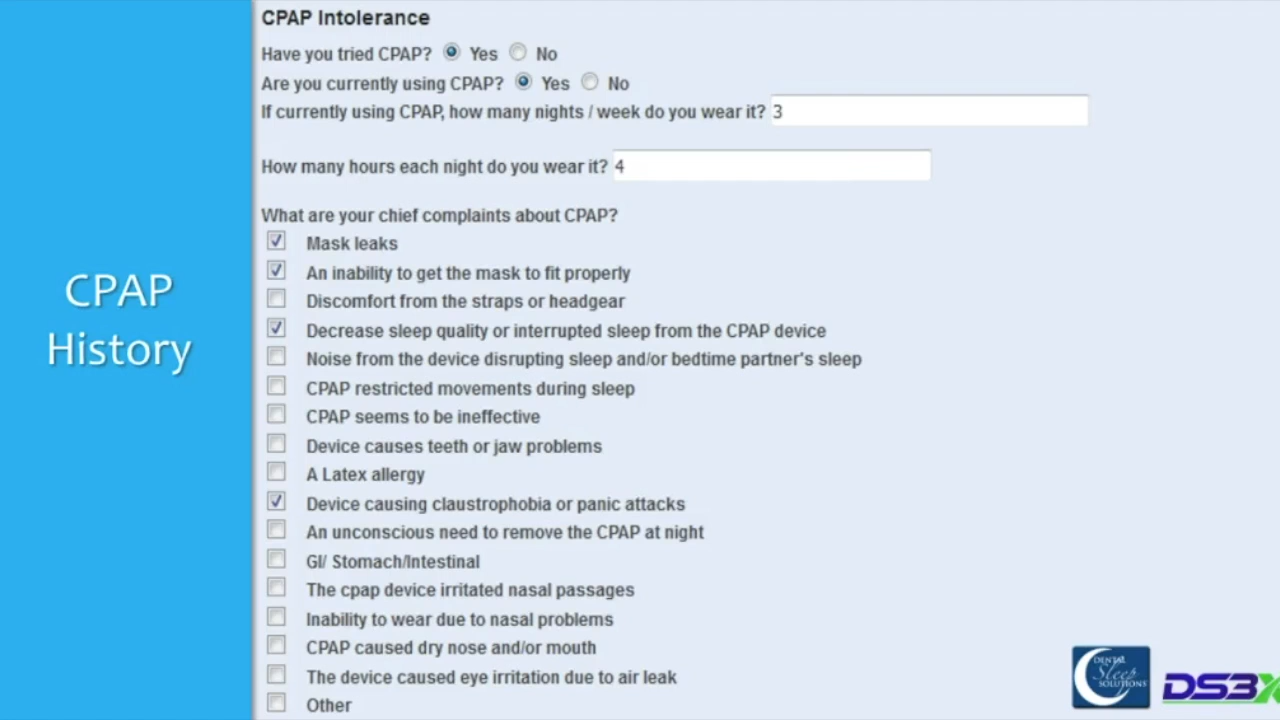 CPAP Intolerance
Have you tried CPAP? Yes No
Are you currently using CPAP? Yes No
If currently using CPAP, how many nights / week do you wear it? 3
How many hours each night do you wear it? 4
What are your chief complaints about CPAP?
Mask leaks
An inability to get the mask to fit properly
Discomfort from the straps or headgear
Decrease sleep quality or interrupted sleep from the CPAP device
Noise from the device disrupting sleep and/or bedtime partner's sleep
CPAP restricted movements during sleep
CPAP seems to be ineffective
Device causes teeth or jaw problems
A Latex allergy
Device causing claustrophobia or panic attacks
An unconscious need to remove the CPAP at night
GI/ Stomach/Intestinal
The cpap device irritated nasal passages
Inability to wear due to nasal problems
CPAP caused dry nose and/or mouth
The device caused eye irritation due to air leak
Other
CPAP
History
DENTAL
Sleep
SOLUTIONS
DS3X